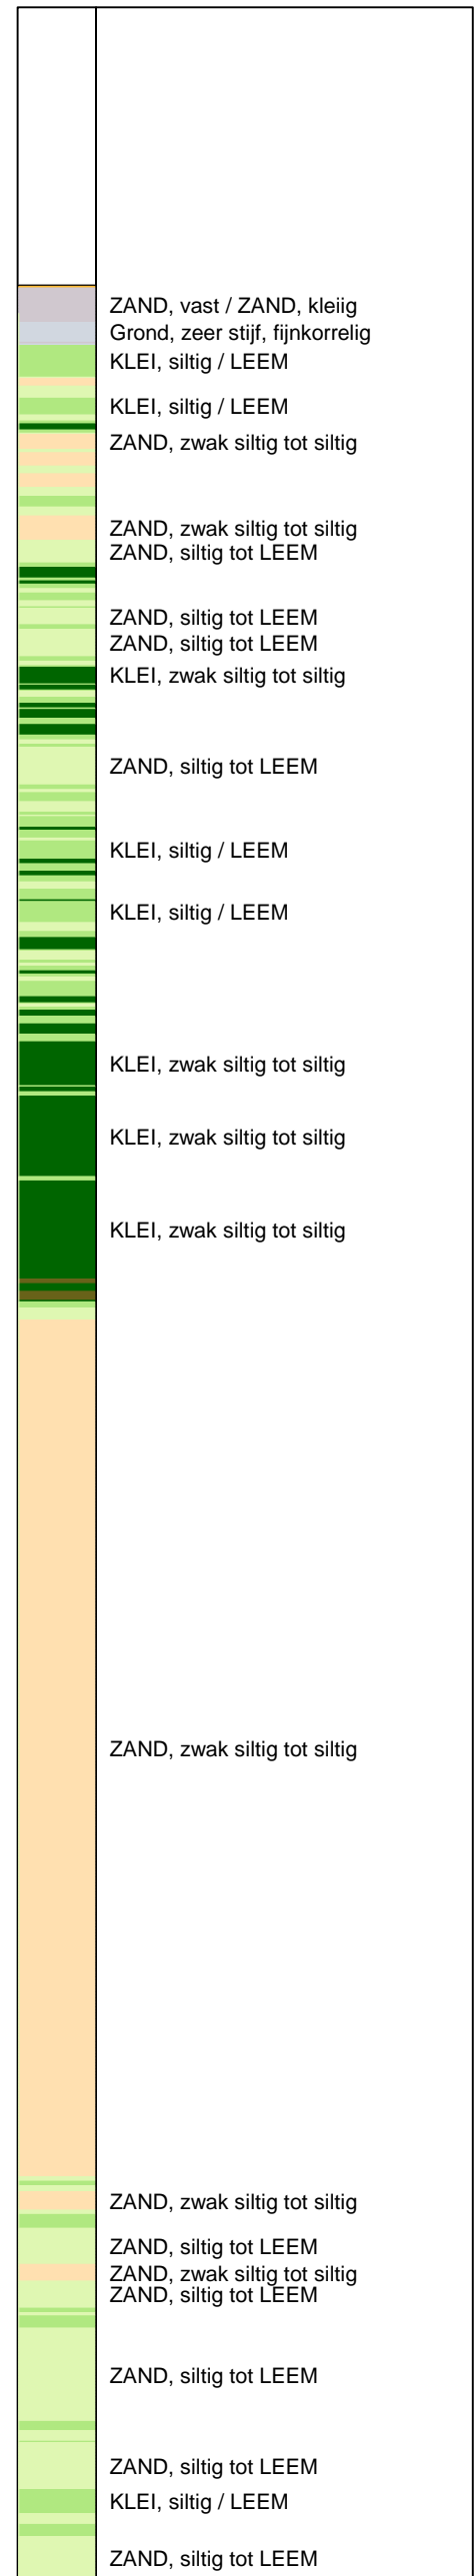 ZAND, vast / ZAND, kleiig
Grond, zeer stijf, fijnkorrelig
KLEI, siltig / LEEM
KLEI, siltig / LEEM
ZAND, zwak siltig tot siltig
ZAND, zwak siltig tot siltig
ZAND, siltig tot LEEM
ZAND, siltig tot LEEM
ZAND, siltig tot LEEM
KLEI, zwak siltig tot siltig
ZAND, siltig tot LEEM
KLEI, siltig / LEEM
KLEI, siltig / LEEM
KLEI, zwak siltig tot siltig
KLEI, zwak siltig tot siltig
KLEI, zwak siltig tot siltig
ZAND, zwak siltig tot siltig
ZAND, zwak siltig tot siltig
ZAND, siltig tot LEEM
ZAND, zwak siltig tot siltig
ZAND, siltig tot LEEM
ZAND, siltig tot LEEM
ZAND, siltig tot LEEM
KLEI, siltig / LEEM
ZAND, siltig tot LEEM